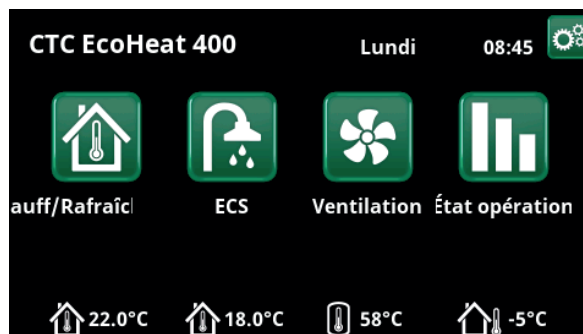 CTC EcoHeat 400 Lundi 08:45
auff/Rafraîcl ECS Ventilation État opération
22.0°C 18.0°C 58°C -5°C